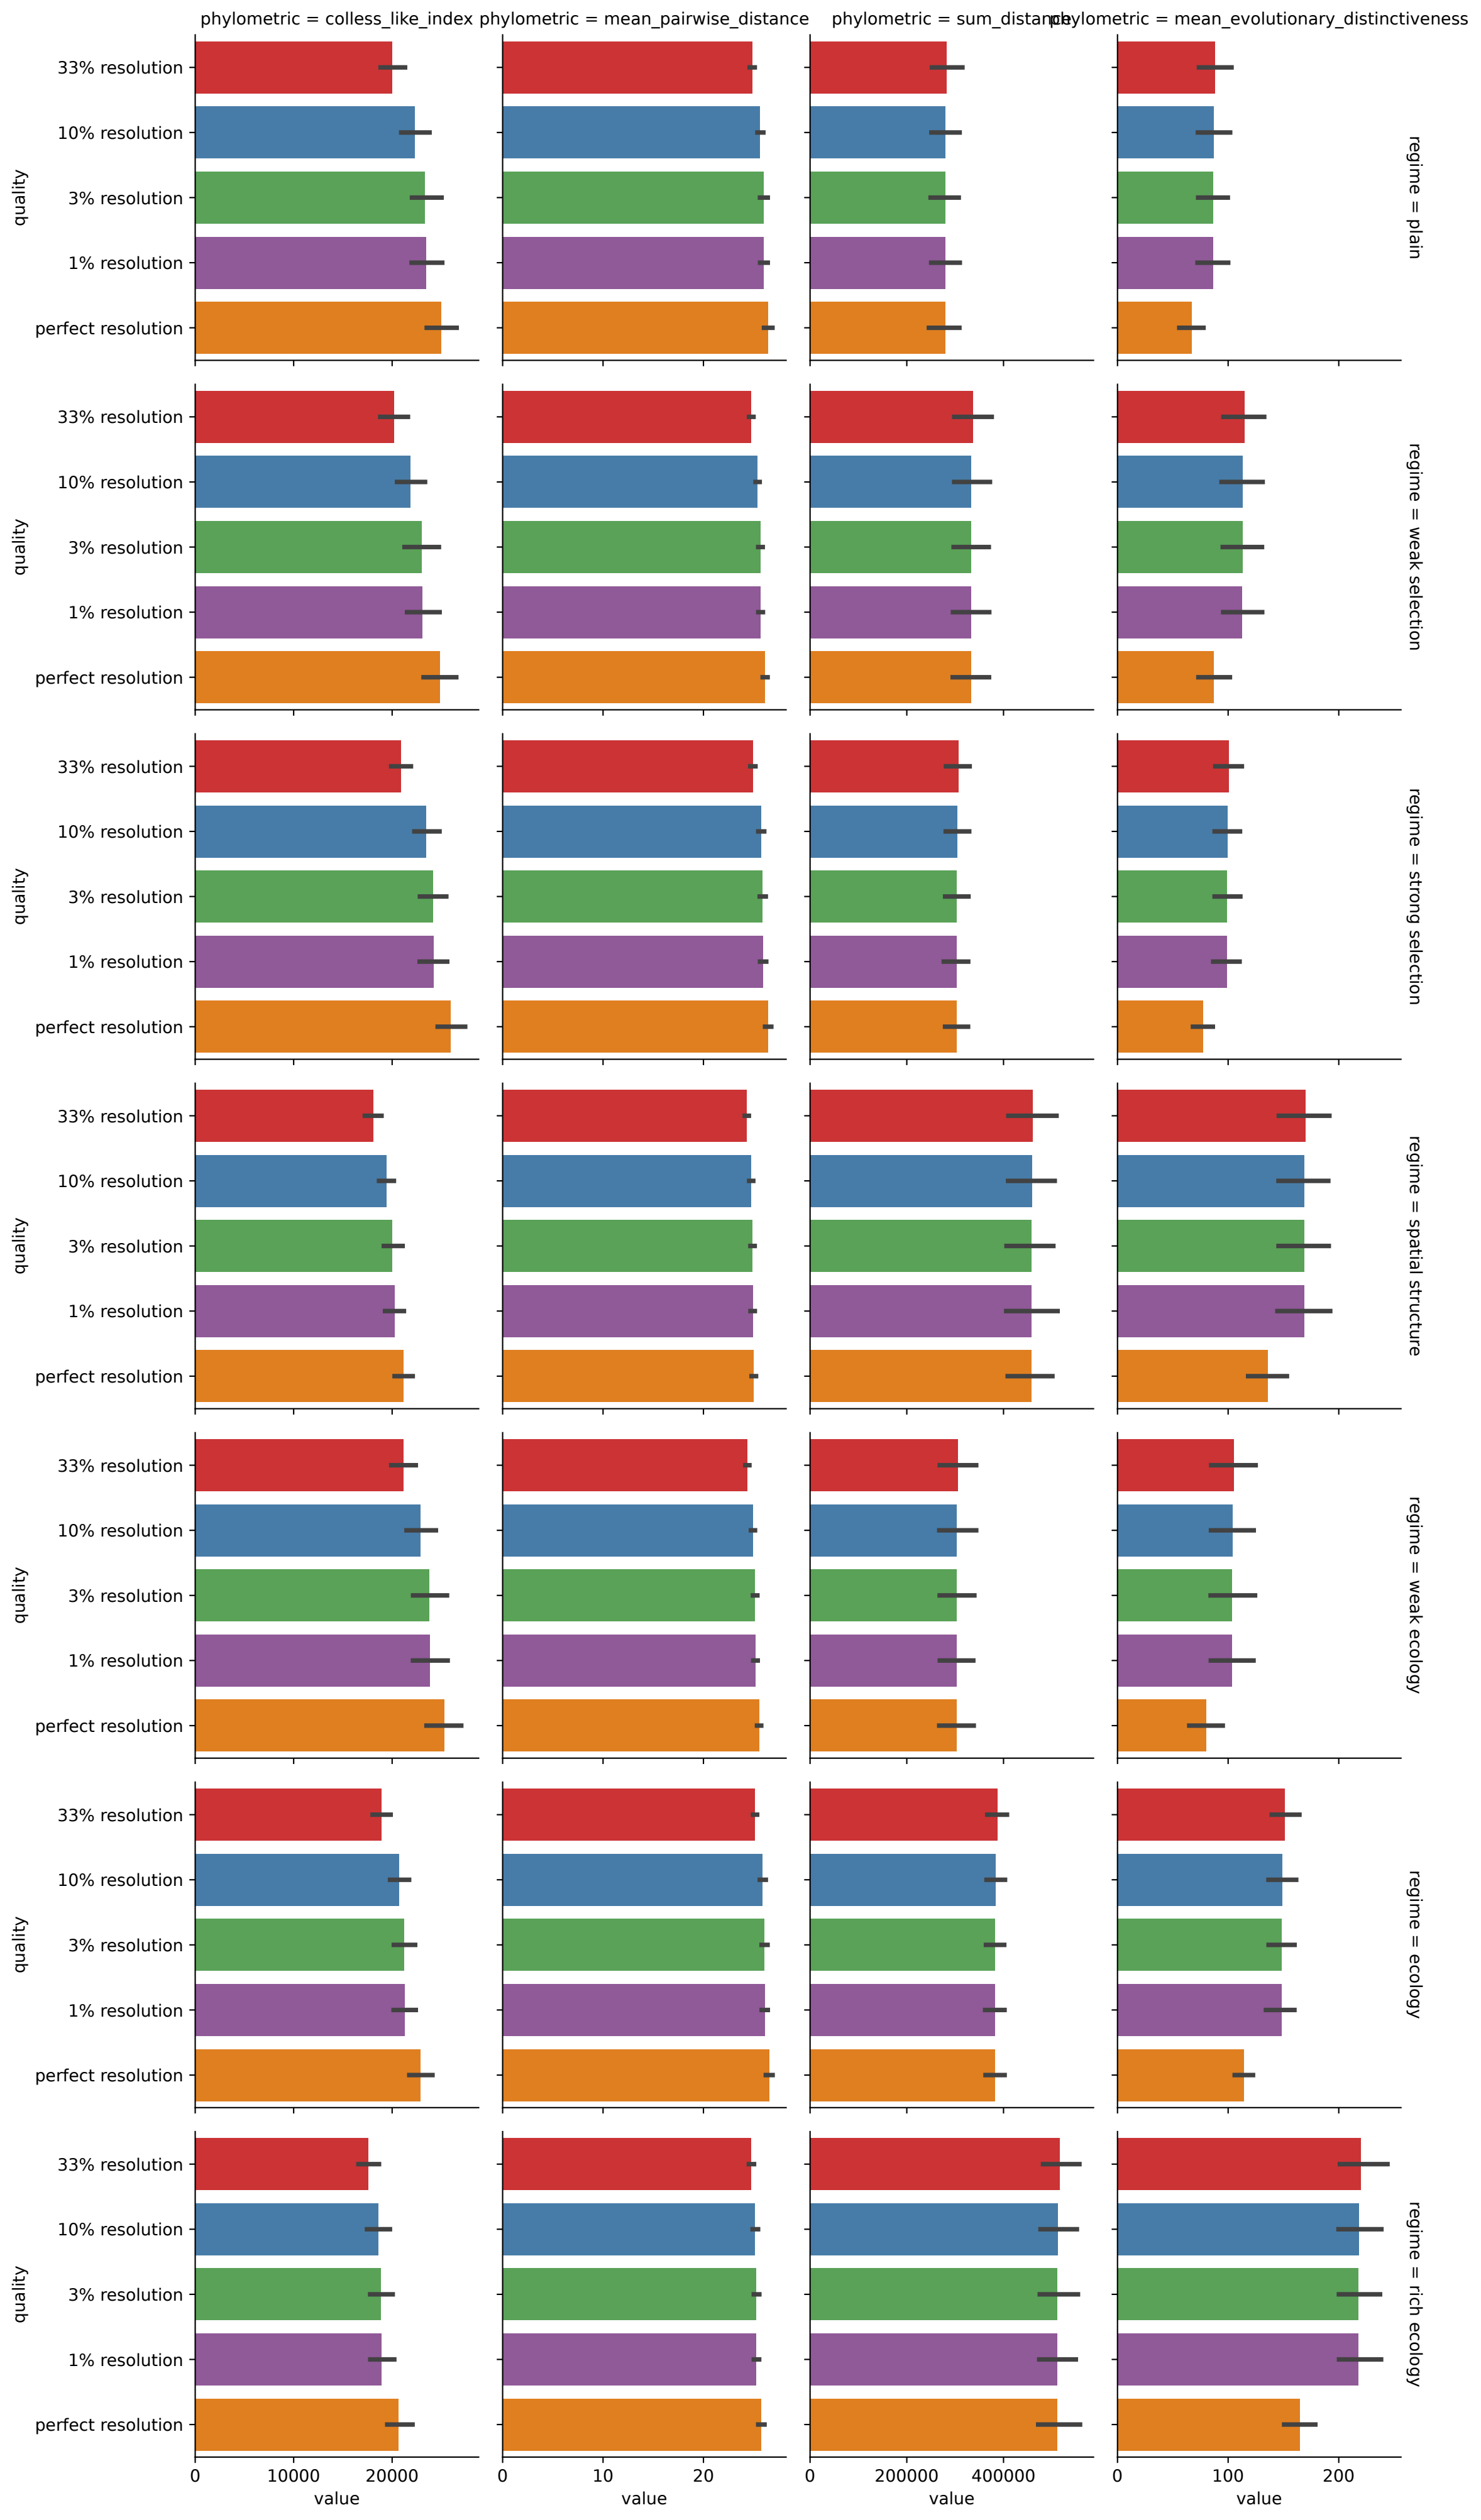 phylometric = colless_like_index
phylometric = mean_pairwise_distance
phylometric = sum_distance
phylometric = mean_evolutionary_distinctiveness
33% resolution
10% resolution
3% resolution
1% resolution
perfect resolution
quality
regime = plain
33% resolution
10% resolution
3% resolution
1% resolution
perfect resolution
quality
regime = weak selection
33% resolution
10% resolution
3% resolution
1% resolution
perfect resolution
quality
regime = strong selection
33% resolution
10% resolution
3% resolution
1% resolution
perfect resolution
quality
regime = spatial structure
33% resolution
10% resolution
3% resolution
1% resolution
perfect resolution
quality
regime = weak ecology
33% resolution
10% resolution
3% resolution
1% resolution
perfect resolution
quality
regime = ecology
33% resolution
10% resolution
3% resolution
1% resolution
perfect resolution
quality
regime = rich ecology
0 10000 20000
value
0 10 20
value
0 200000 400000
value
0 100 200
value